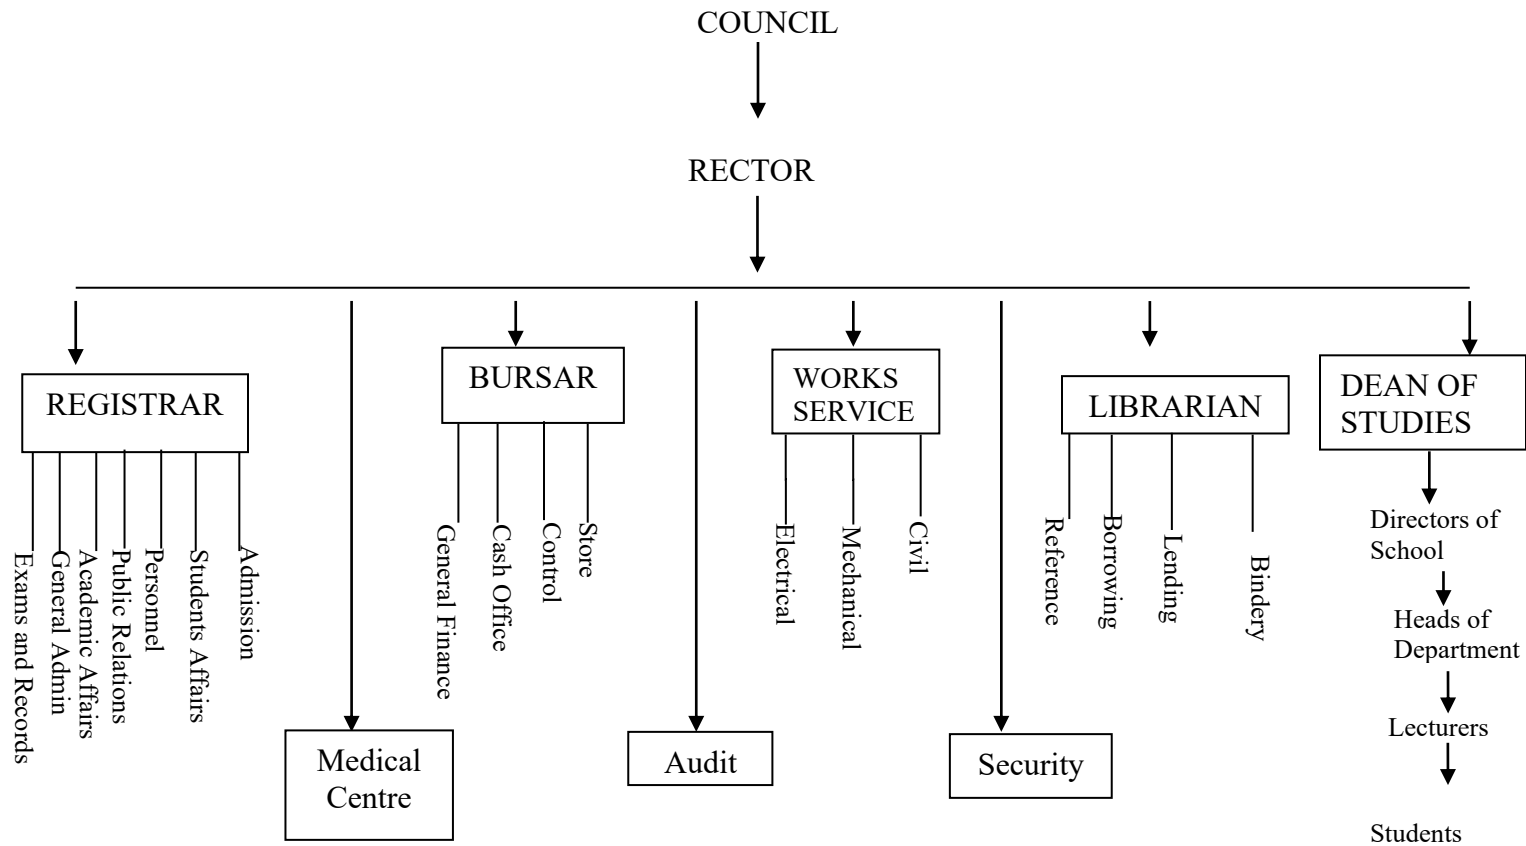 COUNCIL
RECTOR
REGISTRAR
Exams and Records
General Admin
Academic Affairs
Public Relations
Personnel
Students Affairs
Admission
Medical
Centre
BURSAR
General Finance
Cash Office
Control
Store
Audit
WORKS
SERVICE
Electrical
Mechanical
Civil
Security
LIBRARIAN
Reference
Borrowing
Lending
Bindery
DEAN OF
STUDIES
Directors of
School
Heads of
Department
Lecturers
Students